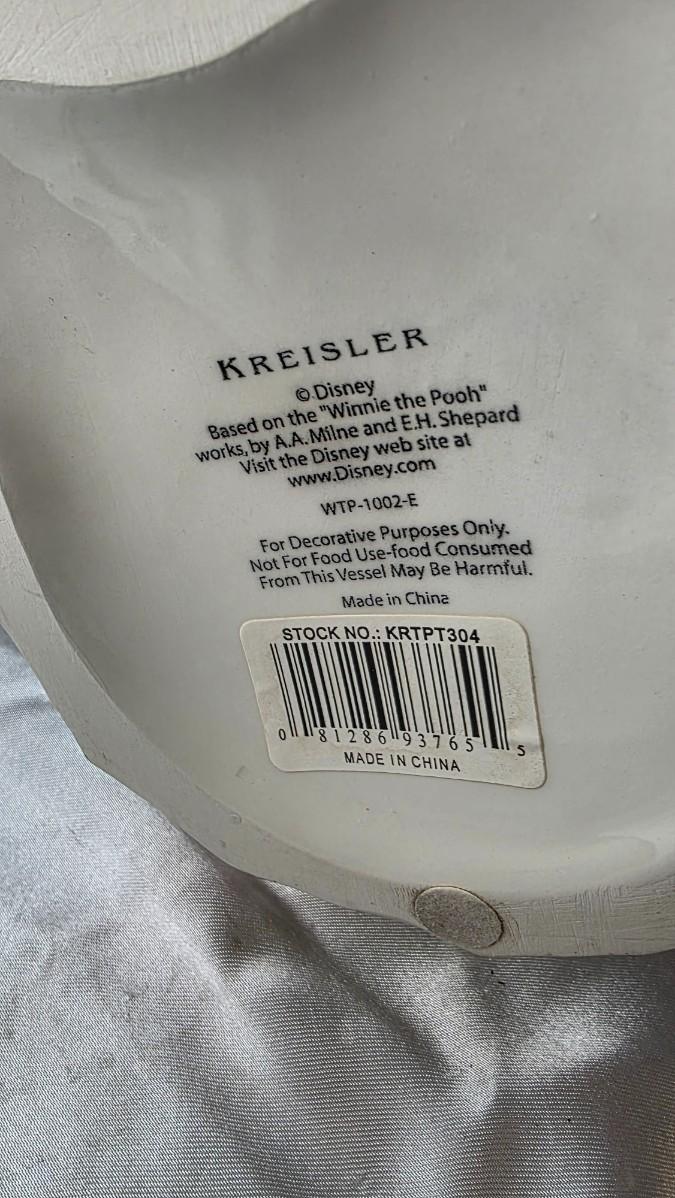 KREISLER
© Disney
Based on the "Winnie the Pooh"
works, by A.A. Milne and E.H. Shepard
Visit the Disney web site at
www.Disney.com
WTP-1002-E
For Decorative Purposes Only.
Not For Food Use-food Consumed
From This Vessel May Be Harmful.
Made in China
STOCK NO.: KRTPT304
0 81286 93765 5
MADE IN CHINA